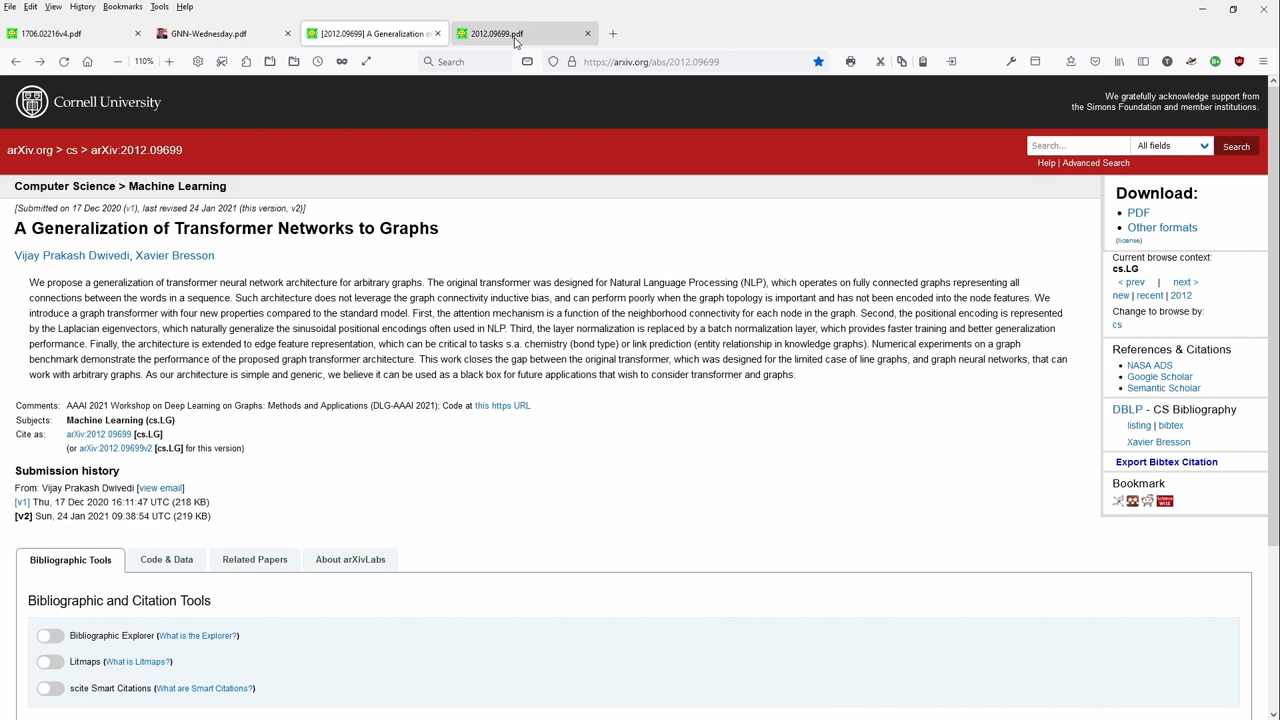 File Edit View History Bookmarks Tools Help
1706.02216v4.pdf
GNN-Wednesday.pdf
[2012.09699] A Generalization o
2012.09699.pdf
110%
Search
https://arxiv.org/abs/2012.09699
Cornell University
We gratefully acknowledge support from
the Simons Foundation and member institutions.
arXiv.org > cs > arXiv:2012.09699
Search...
All fields
Search
Help | Advanced Search
Computer Science > Machine Learning
[Submitted on 17 Dec 2020 (v1), last revised 24 Jan 2021 (this version, v2)]
A Generalization of Transformer Networks to Graphs
Vijay Prakash Dwivedi, Xavier Bresson
We propose a generalization of transformer neural network architecture for arbitrary graphs. The original transformer was designed for Natural Language Processing (NLP), which operates on fully connected graphs representing all
connections between the words in a sequence. Such architecture does not leverage the graph connectivity inductive bias, and can perform poorly when the graph topology is important and has not been encoded into the node features. We
introduce a graph transformer with four new properties compared to the standard model. First, the attention mechanism is a function of the neighborhood connectivity for each node in the graph. Second, the positional encoding is represented
by the Laplacian eigenvectors, which naturally generalize the sinusoidal positional encodings often used in NLP. Third, the layer normalization is replaced by a batch normalization layer, which provides faster training and better generalization
performance. Finally, the architecture is extended to edge feature representation, which can be critical to tasks s.a. chemistry (bond type) or link prediction (entity relationship in knowledge graphs). Numerical experiments on a graph
benchmark demonstrate the performance of the proposed graph transformer architecture. This work closes the gap between the original transformer, which was designed for the limited case of line graphs, and graph neural networks, that can
work with arbitrary graphs. As our architecture is simple and generic, we believe it can be used as a black box for future applications that wish to consider transformer and graphs.
Comments: AAAI 2021 Workshop on Deep Learning on Graphs: Methods and Applications (DLG-AAAI 2021); Code at this https URL
Subjects: Machine Learning (cs.LG)
Cite as: arXiv:2012.09699 [cs.LG]
(or arXiv:2012.09699v2 [cs.LG] for this version)
Submission history
From: Vijay Prakash Dwivedi [view email]
[v1] Thu, 17 Dec 2020 16:11:47 UTC (218 KB)
[v2] Sun, 24 Jan 2021 09:38:54 UTC (219 KB)
Download:
• PDF
• Other formats
(license)
Current browse context:
cs.LG
< prev | next >
new | recent | 2012
Change to browse by:
cs
References & Citations
• NASA ADS
• Google Scholar
• Semantic Scholar
DBLP - CS Bibliography
listing | bibtex
Xavier Bresson
Export Bibtex Citation
Bookmark
Bibliographic Tools
Code & Data
Related Papers
About arXivLabs
Bibliographic and Citation Tools
Bibliographic Explorer (What is the Explorer?)
Litmaps (What is Litmaps?)
scite Smart Citations (What are Smart Citations?)